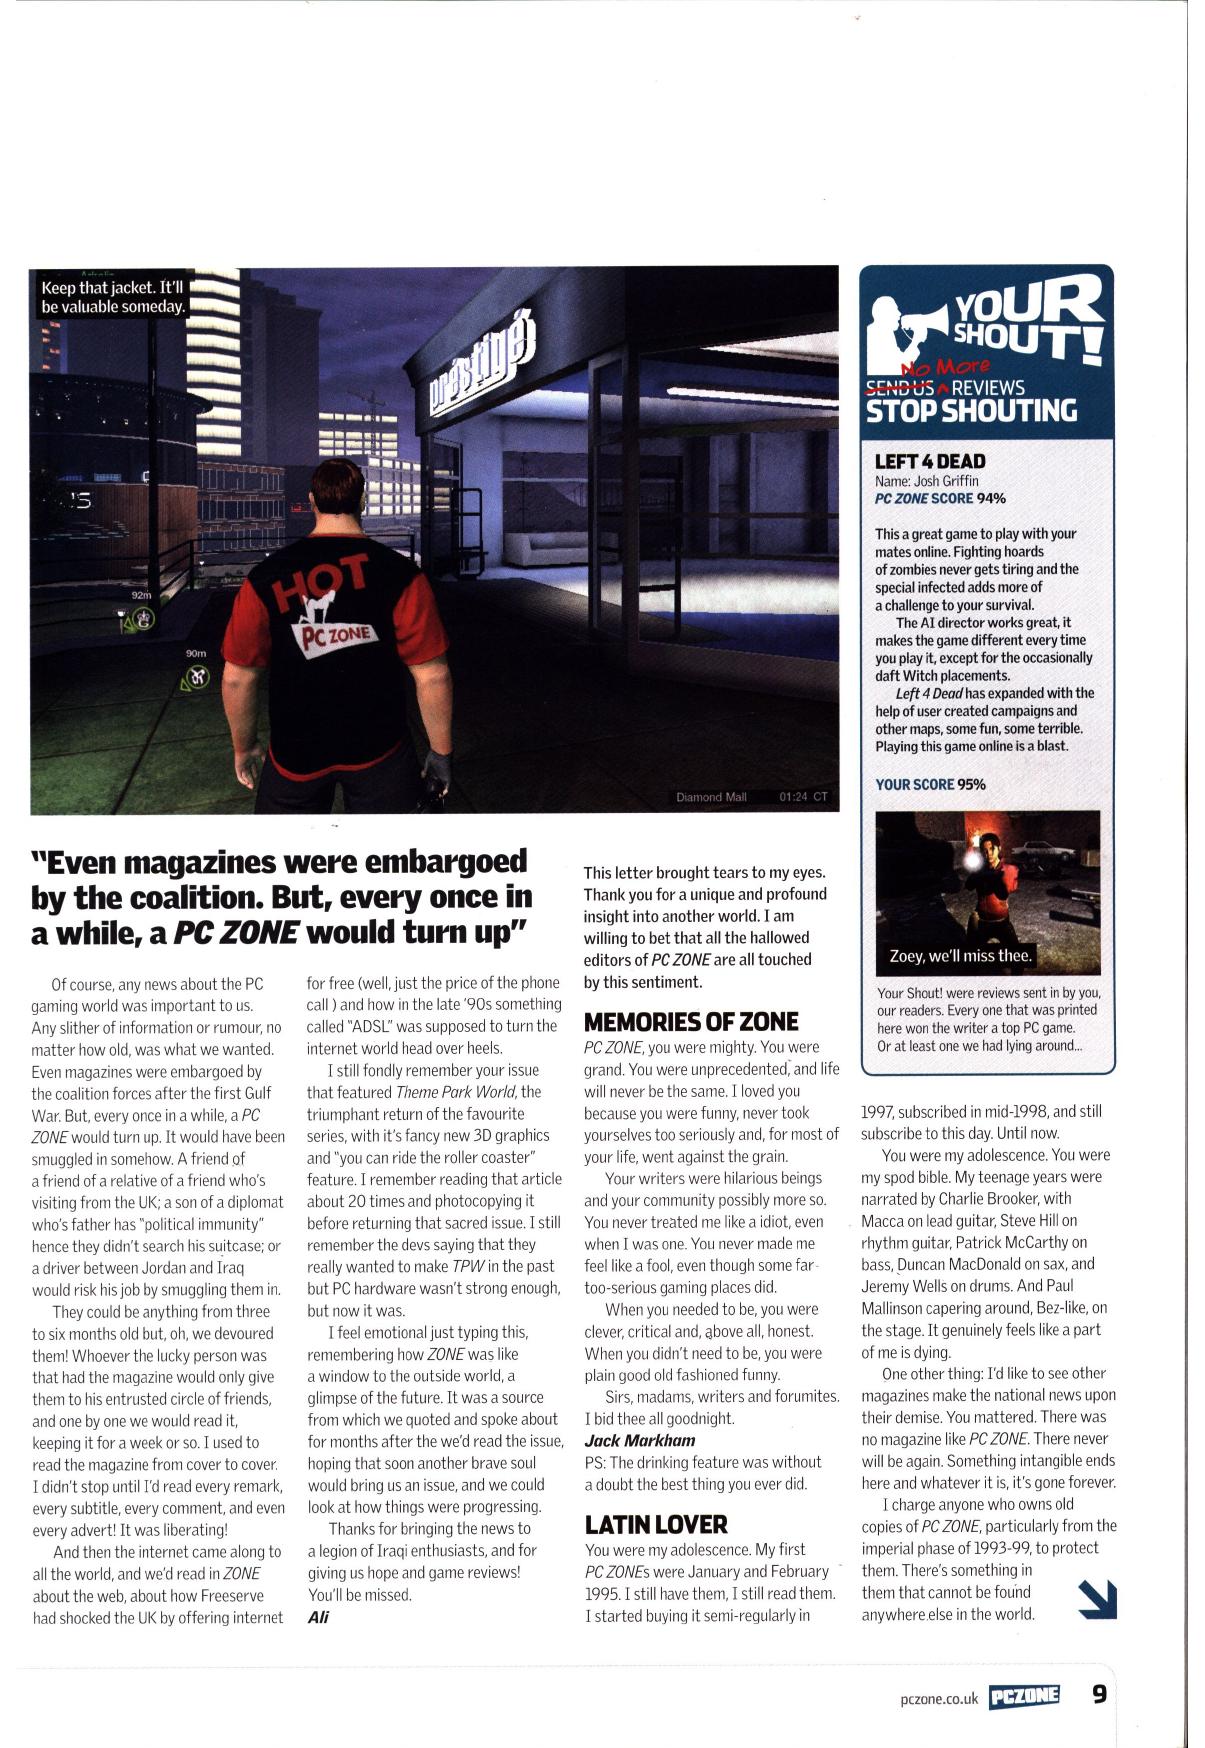 Keep that jacket. It'll
be valuable someday.
prestige
'S
92m
90m
HOT
PC ZONE
Diamond Mall 01:24 CT
"Even magazines were embargoed
by the coalition. But, every once in
a while, a PC ZONE would turn up"
Of course, any news about the PC
gaming world was important to us.
Any slither of information or rumour, no
matter how old, was what we wanted.
Even magazines were embargoed by
the coalition forces after the first Gulf
War. But, every once in a while, a PC
ZONE would turn up. It would have been
smuggled in somehow. A friend of
a friend of a relative of a friend who's
visiting from the UK; a son of a diplomat
who's father has "political immunity"
hence they didn't search his suitcase; or
a driver between Jordan and Iraq
would risk his job by smuggling them in.
They could be anything from three
to six months old but, oh, we devoured
them! Whoever the lucky person was
that had the magazine would only give
them to his entrusted circle of friends,
and one by one we would read it,
keeping it for a week or so. I used to
read the magazine from cover to cover.
I didn't stop until I'd read every remark,
every subtitle, every comment, and even
every advert! It was liberating!
And then the internet came along to
all the world, and we'd read in ZONE
about the web, about how Freeserve
had shocked the UK by offering internet
for free (well, just the price of the phone
call ) and how in the late '90s something
called "ADSL" was supposed to turn the
internet world head over heels.
I still fondly remember your issue
that featured Theme Park World, the
triumphant return of the favourite
series, with it's fancy new 3D graphics
and "you can ride the roller coaster"
feature. I remember reading that article
about 20 times and photocopying it
before returning that sacred issue. I still
remember the devs saying that they
really wanted to make TPW in the past
but PC hardware wasn't strong enough,
but now it was.
I feel emotional just typing this,
remembering how ZONE was like
a window to the outside world, a
glimpse of the future. It was a source
from which we quoted and spoke about
for months after the we'd read the issue,
hoping that soon another brave soul
would bring us an issue, and we could
look at how things were progressing.
Thanks for bringing the news to
a legion of Iraqi enthusiasts, and for
giving us hope and game reviews!
You'll be missed.
Ali
This letter brought tears to my eyes.
Thank you for a unique and profound
insight into another world. I am
willing to bet that all the hallowed
editors of PC ZONE are all touched
by this sentiment.
MEMORIES OF ZONE
PC ZONE, you were mighty. You were
grand. You were unprecedented, and life
will never be the same. I loved you
because you were funny, never took
yourselves too seriously and, for most of
your life, went against the grain.
Your writers were hilarious beings
and your community possibly more so.
You never treated me like a idiot, even
when I was one. You never made me
feel like a fool, even though some far-
too-serious gaming places did.
When you needed to be, you were
clever, critical and, above all, honest.
When you didn't need to be, you were
plain good old fashioned funny.
Sirs, madams, writers and forumites.
I bid thee all goodnight.
Jack Markham
PS: The drinking feature was without
a doubt the best thing you ever did.
LATIN LOVER
You were my adolescence. My first
PC ZONEs were January and February
1995. I still have them, I still read them.
I started buying it semi-regularly in
1997, subscribed in mid-1998, and still
subscribe to this day. Until now.
You were my adolescence. You were
my spod bible. My teenage years were
narrated by Charlie Brooker, with
Macca on lead guitar, Steve Hill on
rhythm guitar, Patrick McCarthy on
bass, Duncan MacDonald on sax, and
Jeremy Wells on drums. And Paul
Mallinson capering around, Bez-like, on
the stage. It genuinely feels like a part
of me is dying.
One other thing: I'd like to see other
magazines make the national news upon
their demise. You mattered. There was
no magazine like PC ZONE. There never
will be again. Something intangible ends
here and whatever it is, it's gone forever.
I charge anyone who owns old
copies of PC ZONE, particularly from the
imperial phase of 1993-99, to protect
them. There's something in
them that cannot be found
anywhere else in the world.
YOUR
SHOUT!
No More
SEND US REVIEWS
STOP SHOUTING
LEFT 4 DEAD
Name: Josh Griffin
PC ZONE SCORE 94%
This a great game to play with your
mates online. Fighting hoards
of zombies never gets tiring and the
special infected adds more of
a challenge to your survival.
The AI director works great, it
makes the game different every time
you play it, except for the occasionally
daft Witch placements.
Left 4 Dead has expanded with the
help of user created campaigns and
other maps, some fun, some terrible.
Playing this game online is a blast.
YOUR SCORE 95%
Zoey, we'll miss thee.
Your Shout! were reviews sent in by you,
our readers. Every one that was printed
here won the writer a top PC game.
Or at least one we had lying around...
pczone.co.uk PCZONE 9